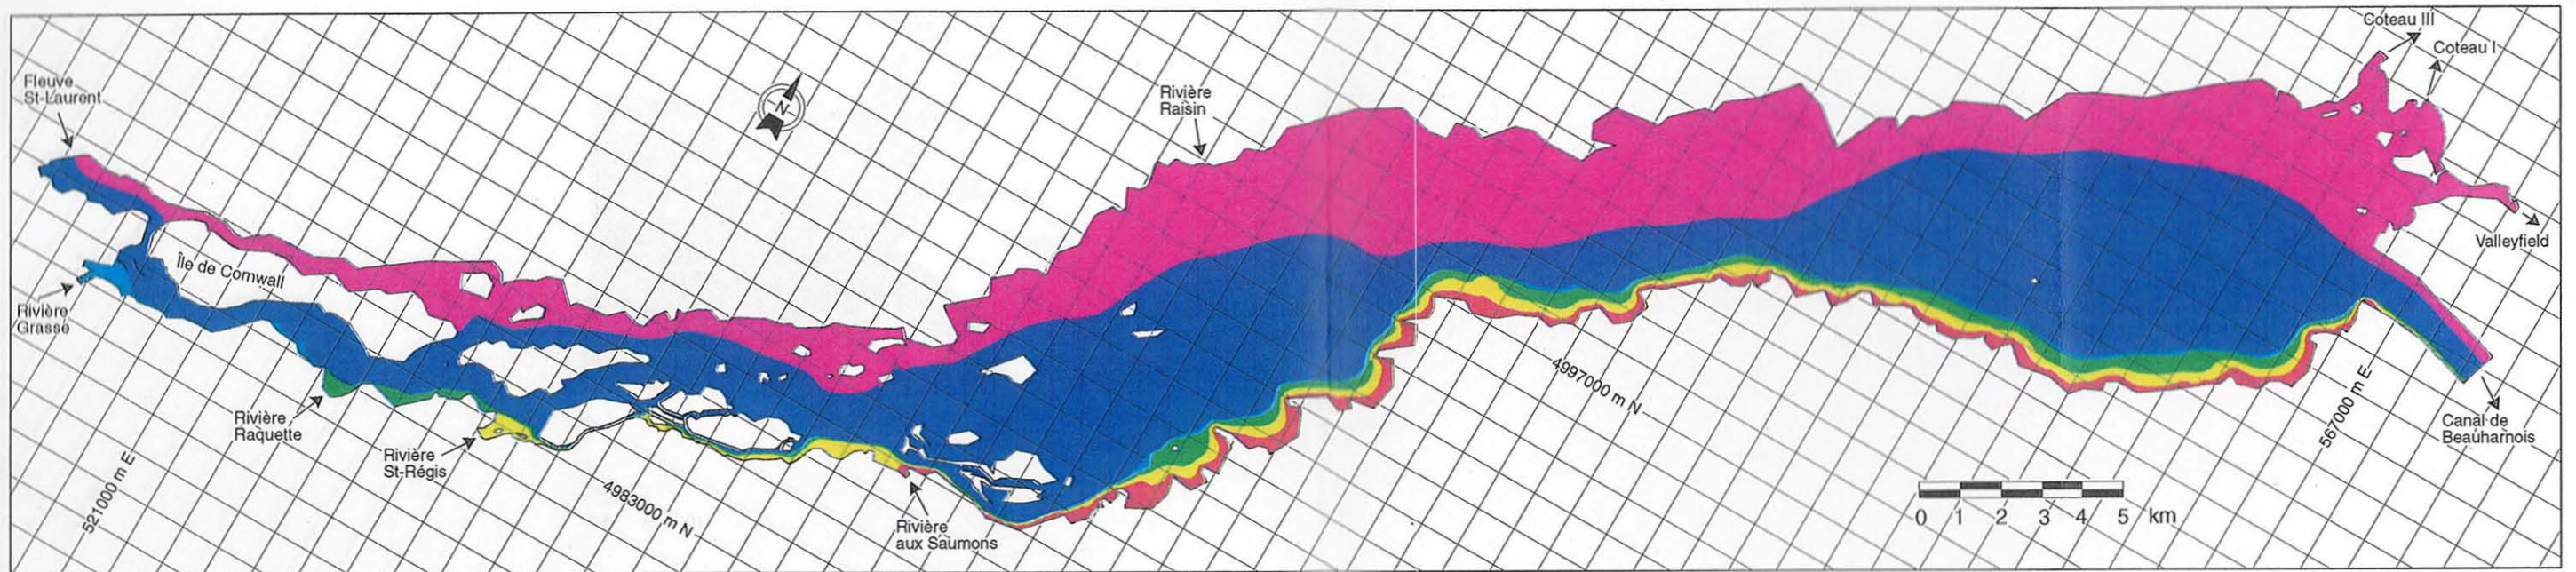 Coteau III
Coteau I
Fleuve
St-Laurent
N
Rivière
Raisin
Valleyfield
Île de Cornwall
Rivière
Grasse
Rivière
Raquette
Rivière
St-Régis
521000 m E
4983000 m N
Rivière
aux Saumons
4997000 m N
567000 m E
Canal de
Beauharnois
0 1 2 3 4 5 km